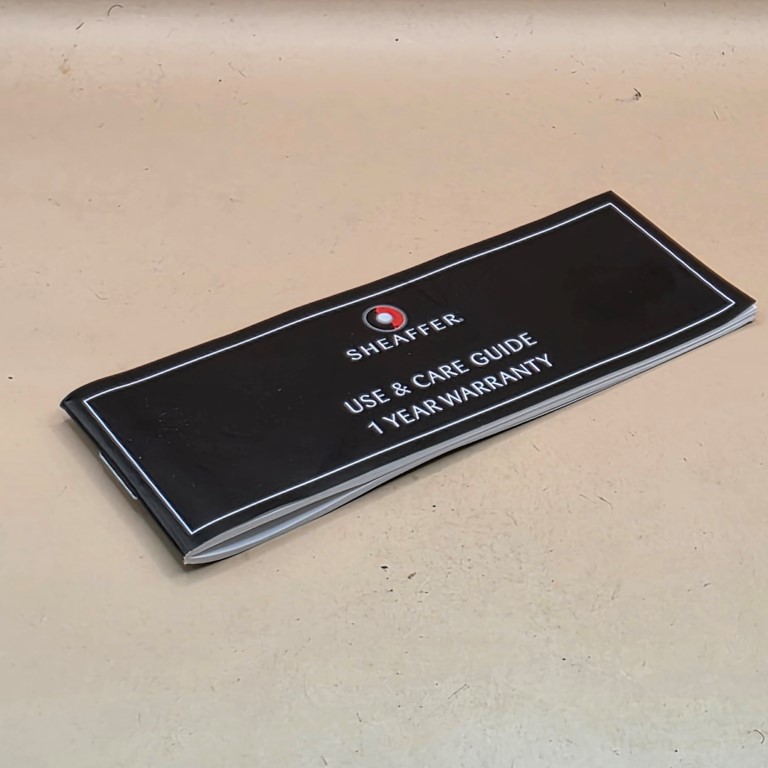 SHEAFFER
USE & CARE GUIDE
1 YEAR WARRANTY